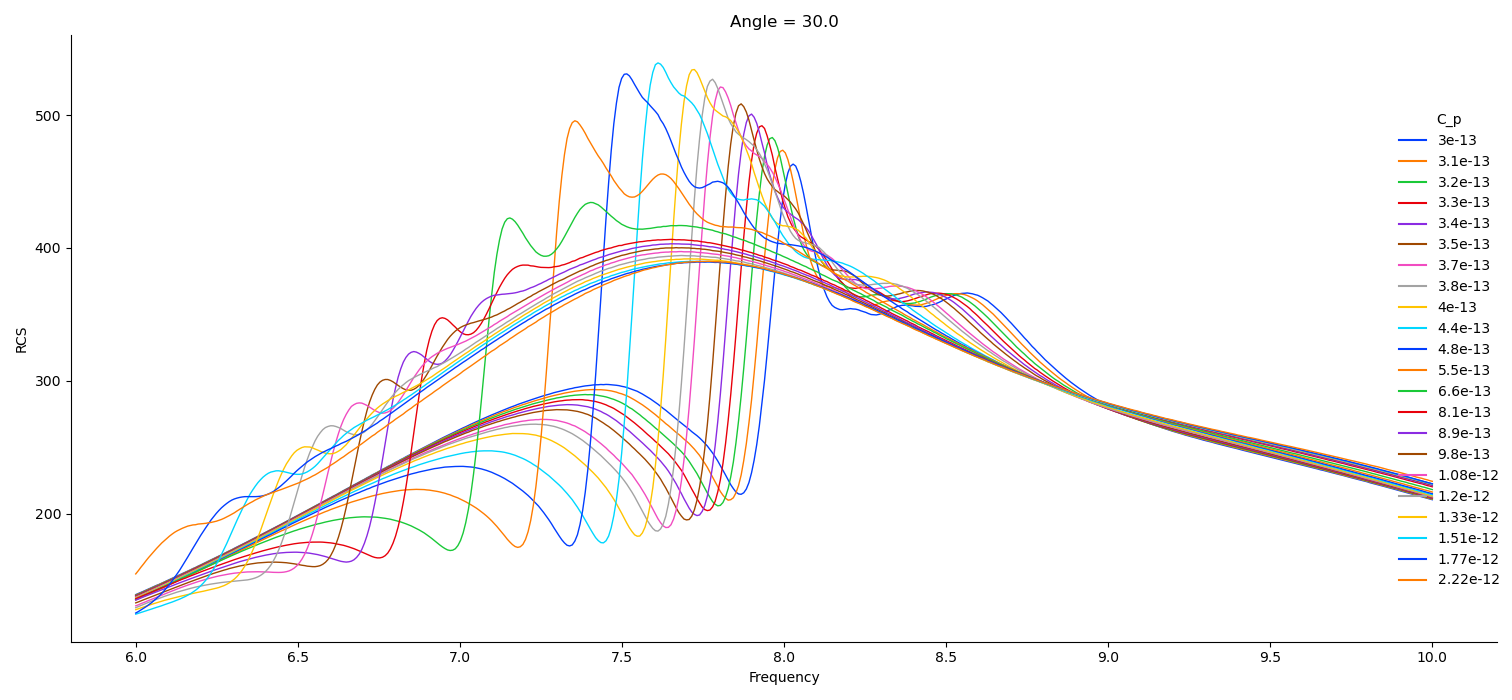 Angle = 30.0
RCS
500
400
300
200
6.0 6.5 7.0 7.5 8.0 8.5 9.0 9.5 10.0
Frequency
C_p
3e-13
3.1e-13
3.2e-13
3.3e-13
3.4e-13
3.5e-13
3.7e-13
3.8e-13
4e-13
4.4e-13
4.8e-13
5.5e-13
6.6e-13
8.1e-13
8.9e-13
9.8e-13
1.08e-12
1.2e-12
1.33e-12
1.51e-12
1.77e-12
2.22e-12